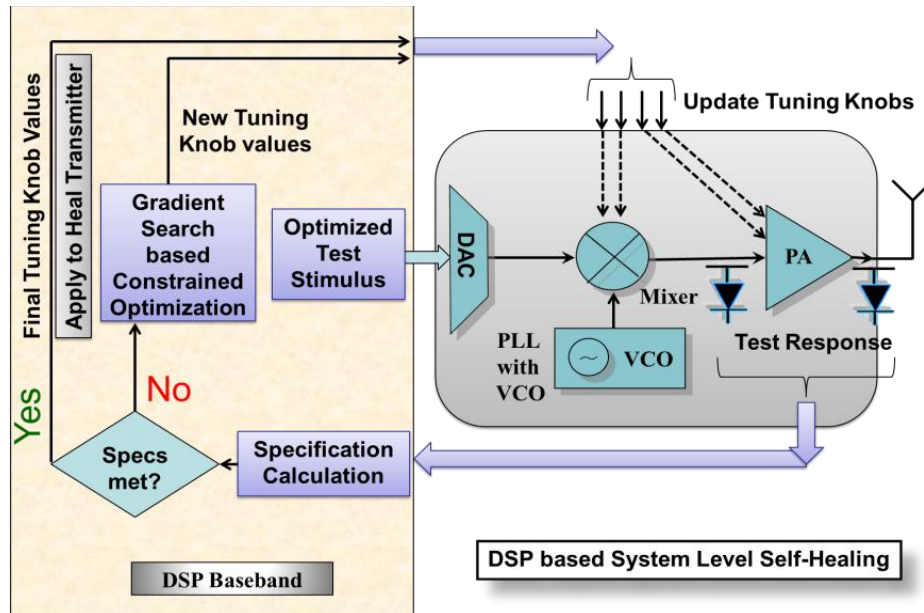 Final Tuning Knob Values
Apply to Heal Transmitter
Yes
New Tuning
Knob values
Gradient
Search
based
Constrained
Optimization
No
Specs
met?
Optimized
Test
Stimulus
Specification
Calculation
DSP Baseband
Update Tuning Knobs
DAC
Mixer
PA
PLL
with
VCO
~
VCO
Test Response
DSP based System Level Self-Healing